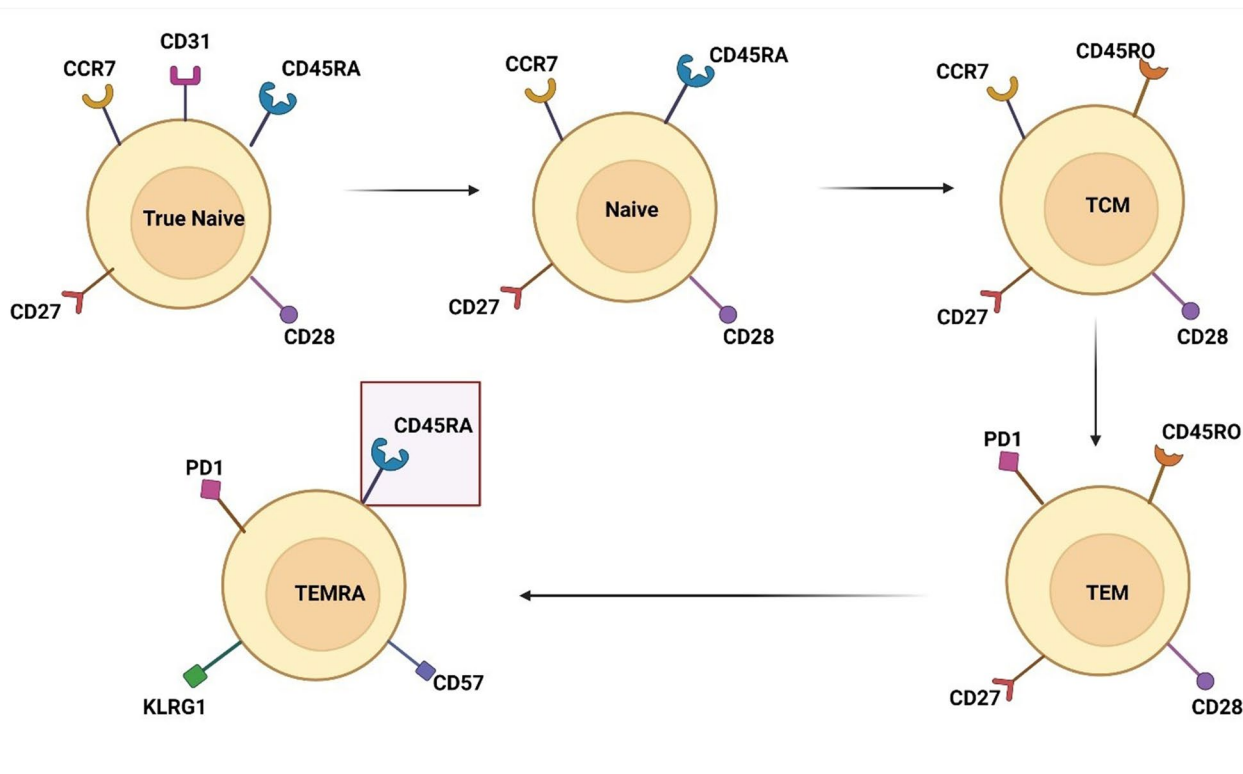 CD31
CCR7
CD45RA
True Naive
CD27
CD28
CCR7
CD45RA
Naive
CD27
CD28
CCR7
CD45RO
TCM
CD27
CD28
PD1
CD45RO
TEM
CD27
CD28
CD45RA
PD1
TEMRA
KLRG1
CD57